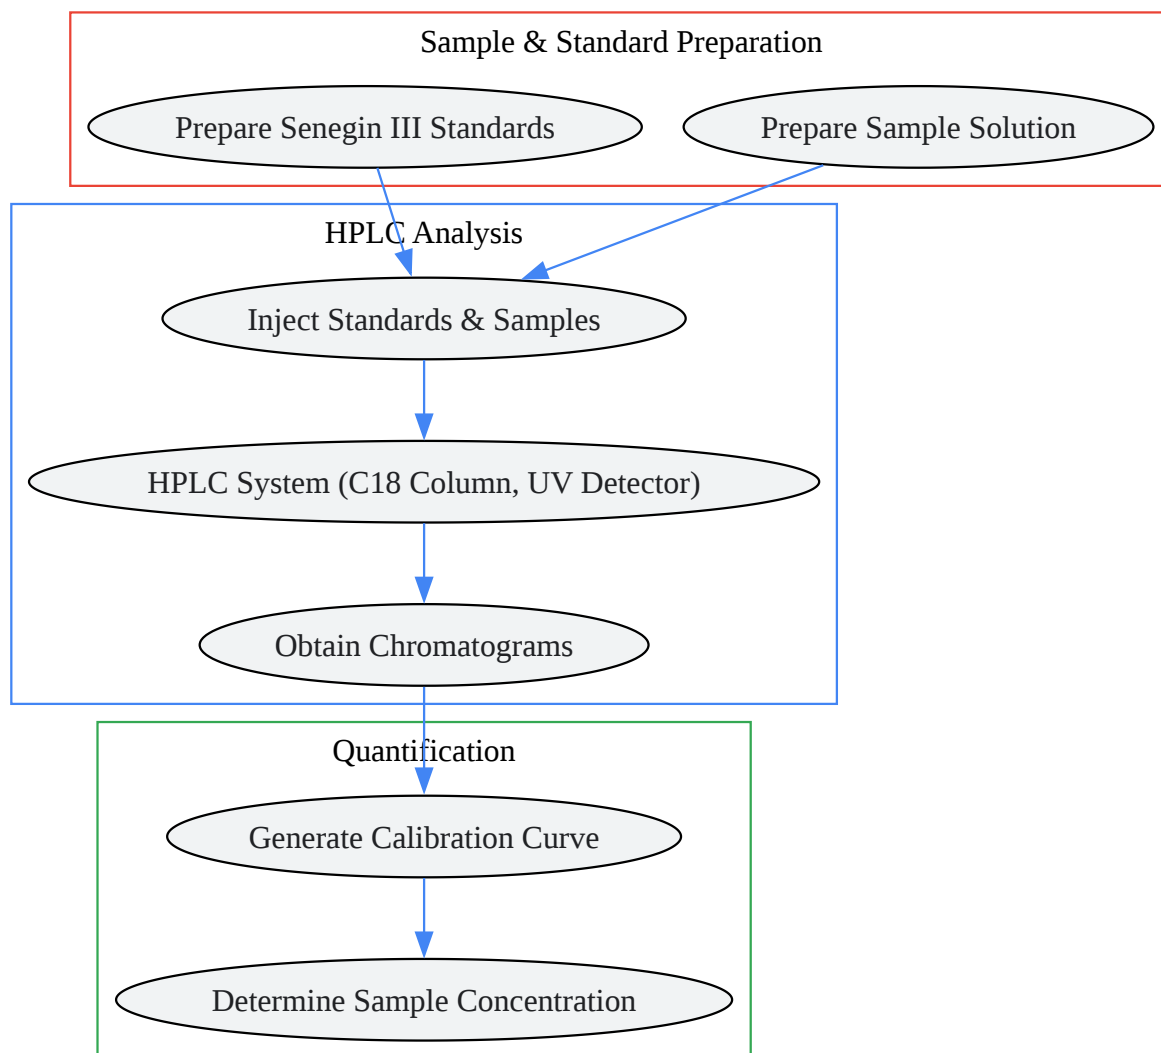 Sample & Standard Preparation
Prepare Senegin III Standards
Prepare Sample Solution
HPLC Analysis
Inject Standards & Samples
HPLC System (C18 Column, UV Detector)
Obtain Chromatograms
Quantification
Generate Calibration Curve
Determine Sample Concentration